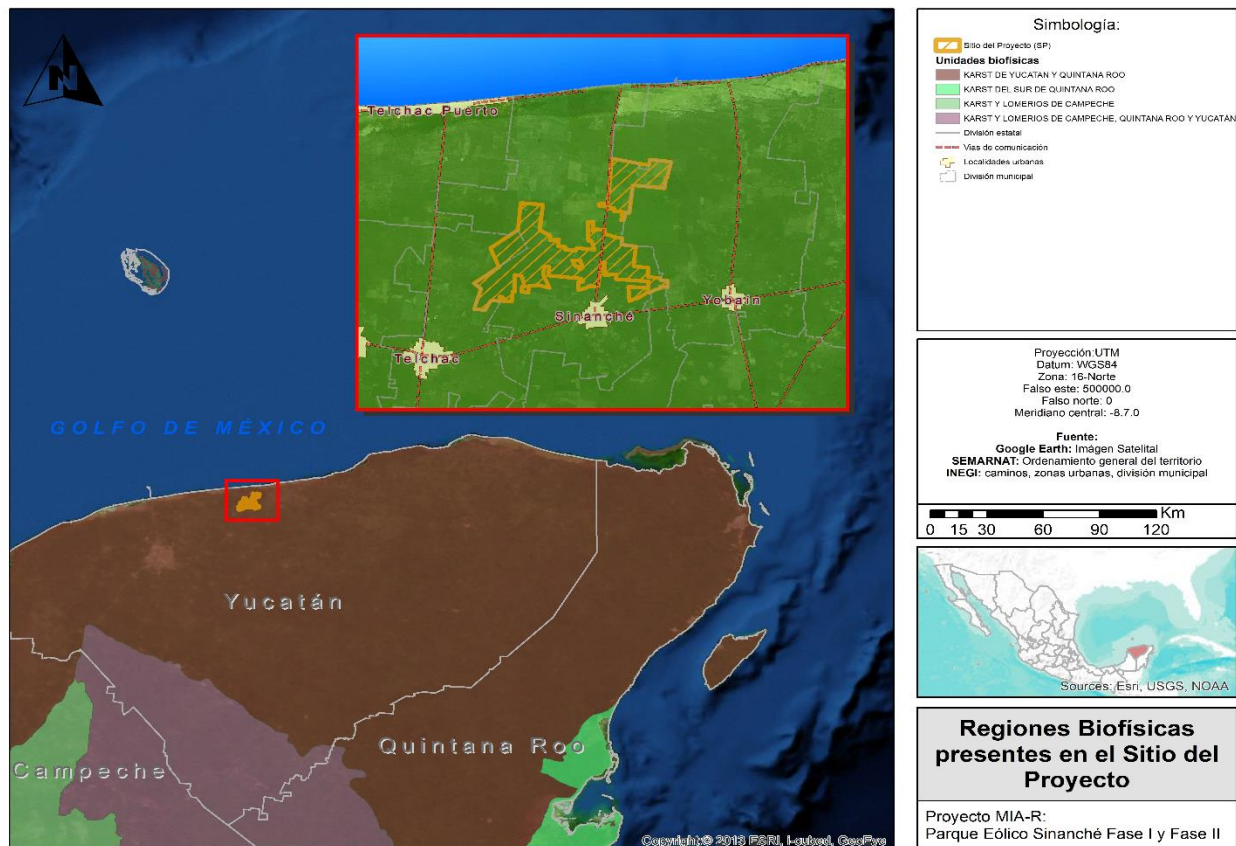 N
Telchac Puerto
Sinanché
Yobaín
Telchac
GOLFO DE MÉXICO
Yucatán
Quintana Roo
Campeche
Copyright:© 2013 ESRI, i-cubed, GeoEye
Simbología:
Sitio del Proyecto (SP)
Unidades biofísicas
KARST DE YUCATAN Y QUINTANA ROO
KARST DEL SUR DE QUINTANA ROO
KARST Y LOMERIOS DE CAMPECHE
KARST Y LOMERIOS DE CAMPECHE, QUINTANA ROO Y YUCATÁN
División estatal
Vias de comunicación
Localidades urbanas
División municipal
Proyección:UTM
Datum: WGS84
Zona: 16-Norte
Falso este: 500000.0
Falso norte: 0
Meridiano central: -8.7.0
Fuente:
Google Earth: Imágen Satelital
SEMARNAT: Ordenamiento general del territorio
INEGI: caminos, zonas urbanas, división municipal
Km
0 15 30 60 90 120
Sources: Esri, USGS, NOAA
Regiones Biofísicas
presentes en el Sitio del
Proyecto
Proyecto MIA-R:
Parque Eólico Sinanché Fase I y Fase II